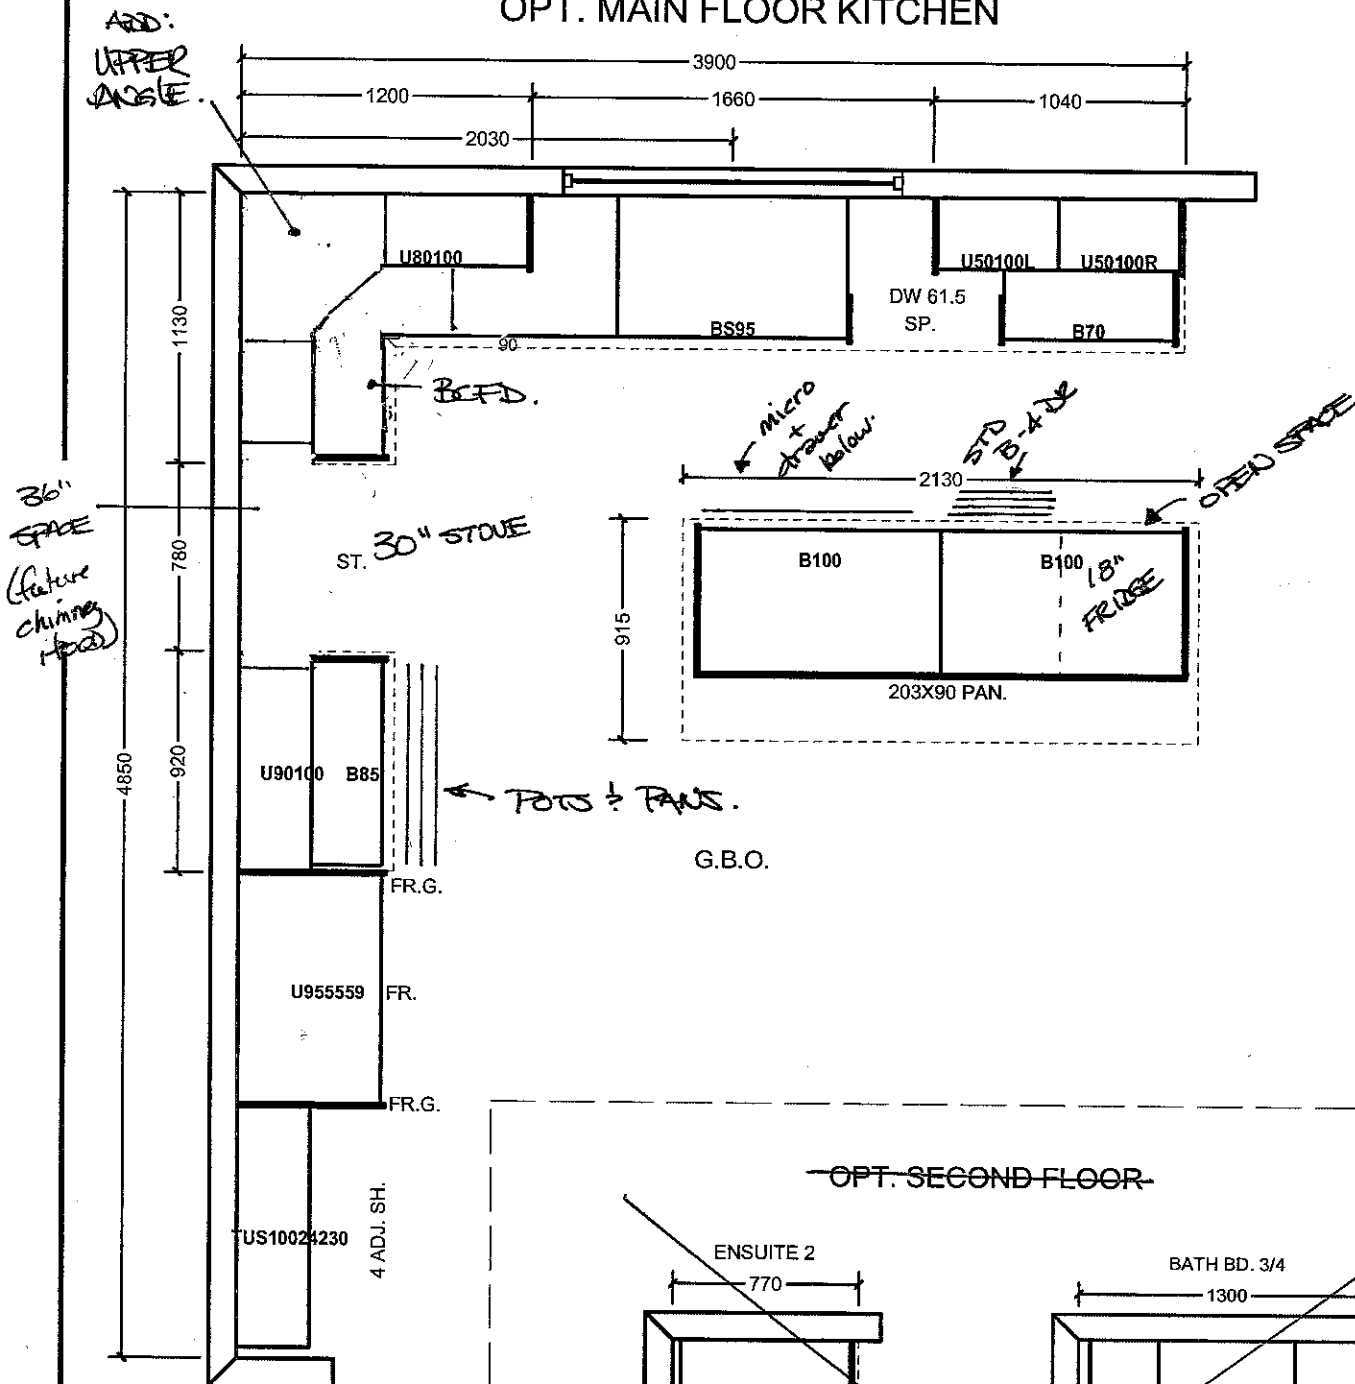 OPT. MAIN FLOOR KITCHEN
ADD:
UPPER
ANGLE.
3900
1200
1660
1040
2030
U80100
U50100L
U50100R
DW 61.5
SP.
BS95
B70
90
1130
BCFD.
micro
+
drawer
below.
STD
B-4DR
OPEN SPACE
2130
36"
SPACE
(future
chimney
HOOD)
780
ST.
30" STOVE
B100
B100
18"
FRIDGE
915
203X90 PAN.
4850
920
U90100
B85
POTS & PANS.
G.B.O.
FR.G.
U955559
FR.
FR.G.
TUS10024230
4 ADJ. SH.
OPT. SECOND FLOOR
ENSUITE 2
770
BATH BD. 3/4
1300